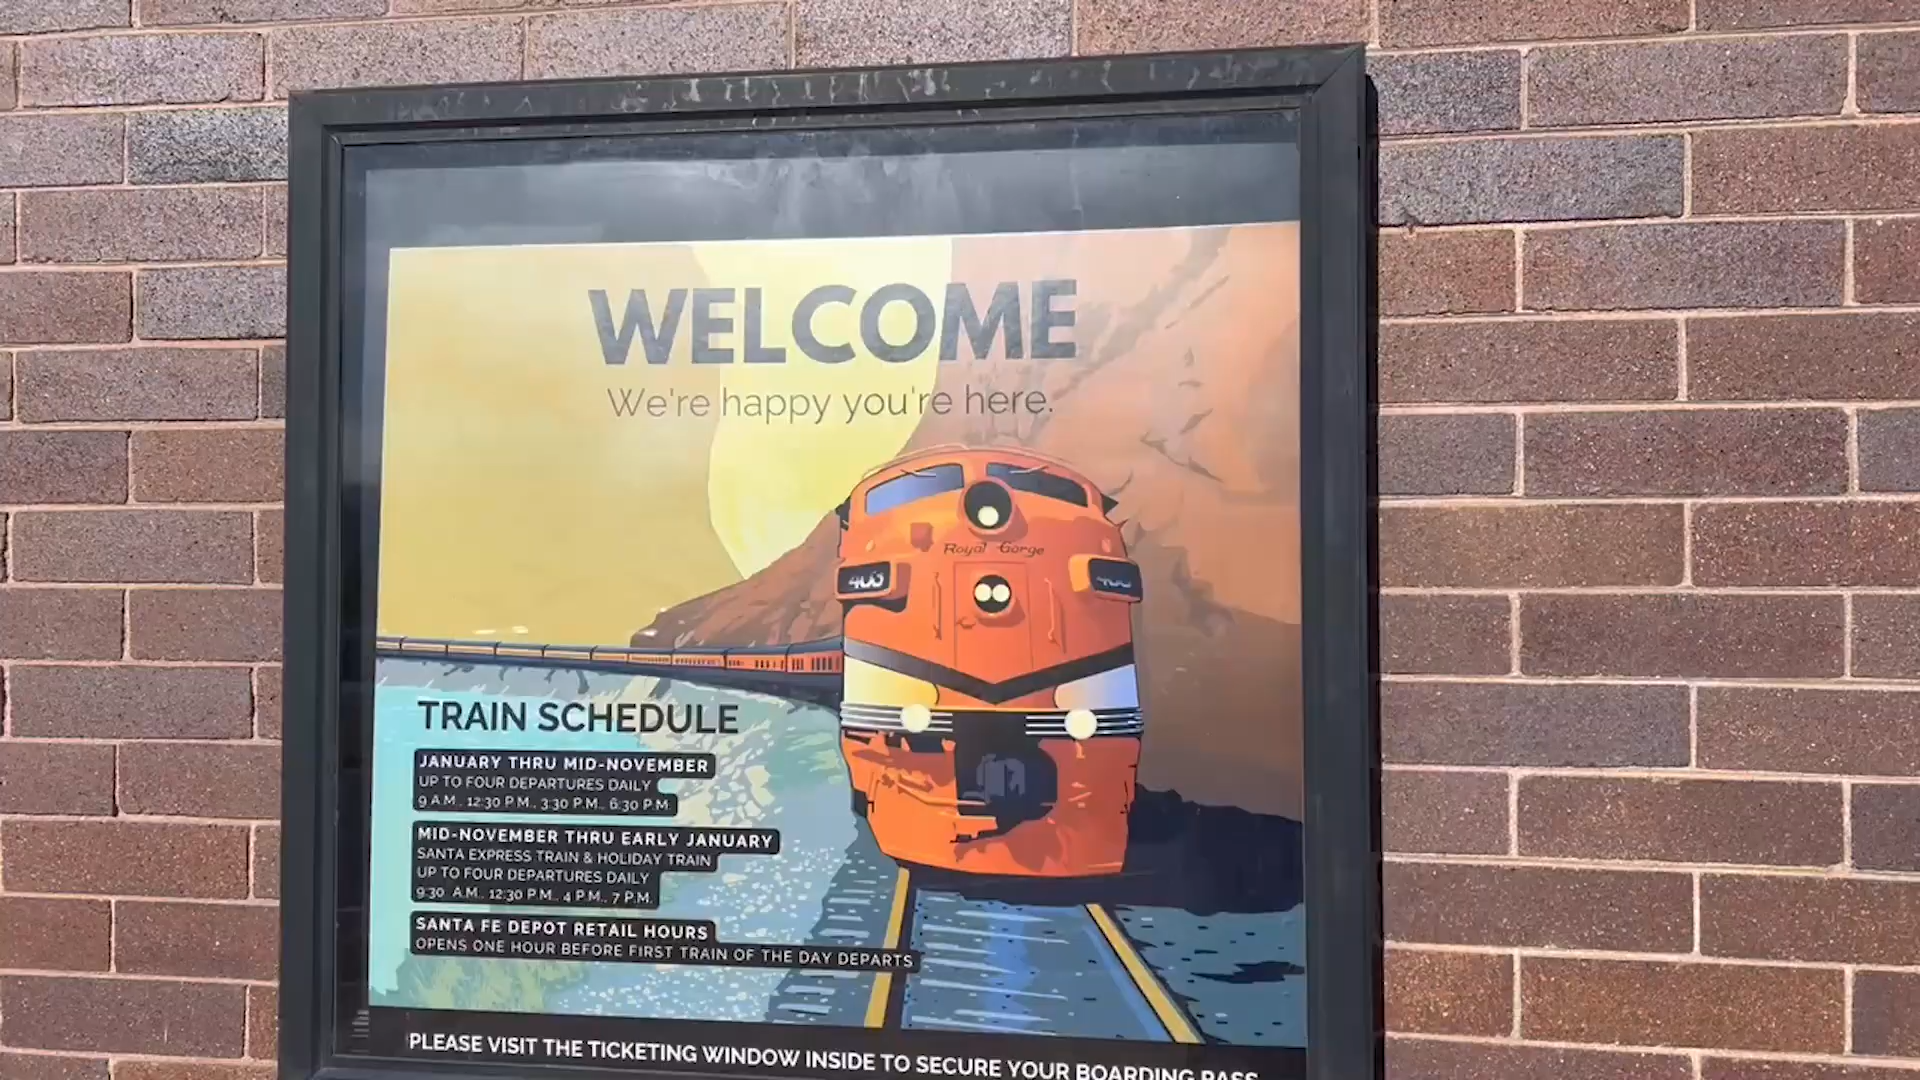 WELCOME
We're happy you're here.
Royal Gorge
403
403
TRAIN SCHEDULE
JANUARY THRU MID-NOVEMBER
UP TO FOUR DEPARTURES DAILY
9 A.M., 12:30 P.M., 3:30 P.M., 6:30 P.M.
MID-NOVEMBER THRU EARLY JANUARY
SANTA EXPRESS TRAIN & HOLIDAY TRAIN
UP TO FOUR DEPARTURES DAILY
9:30 A.M., 12:30 P.M., 4 P.M., 7 P.M.
SANTA FE DEPOT RETAIL HOURS
OPENS ONE HOUR BEFORE FIRST TRAIN OF THE DAY DEPARTS
PLEASE VISIT THE TICKETING WINDOW INSIDE TO SECURE YOUR BOARDING PASS